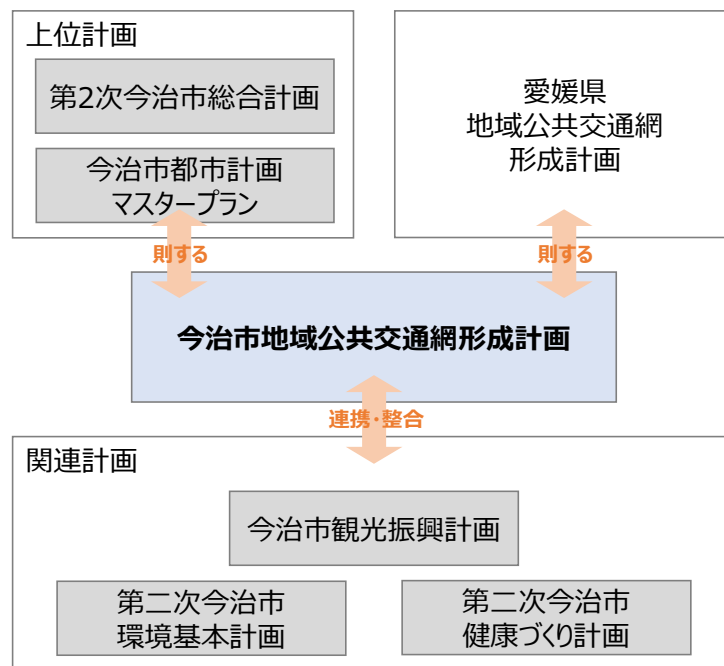 上位計画
第2次今治市総合計画
今治市都市計画
マスタープラン
愛媛県
地域公共交通網
形成計画
則する
則する
今治市地域公共交通網形成計画
連携・整合
関連計画
今治市観光振興計画
第二次今治市
環境基本計画
第二次今治市
健康づくり計画